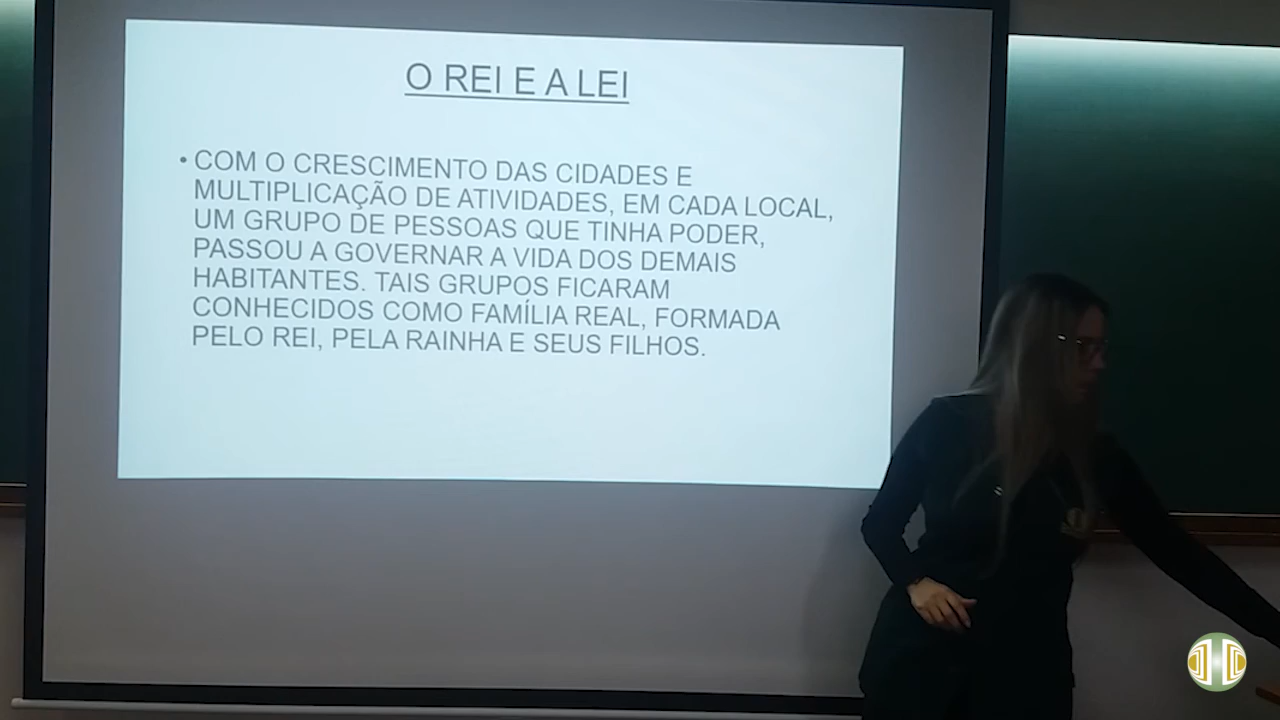 O REI E A LEI
• COM O CRESCIMENTO DAS CIDADES E
MULTIPLICAÇÃO DE ATIVIDADES, EM CADA LOCAL,
UM GRUPO DE PESSOAS QUE TINHA PODER,
PASSOU A GOVERNAR A VIDA DOS DEMAIS
HABITANTES. TAIS GRUPOS FICARAM
CONHECIDOS COMO FAMÍLIA REAL, FORMADA
PELO REI, PELA RAINHA E SEUS FILHOS.